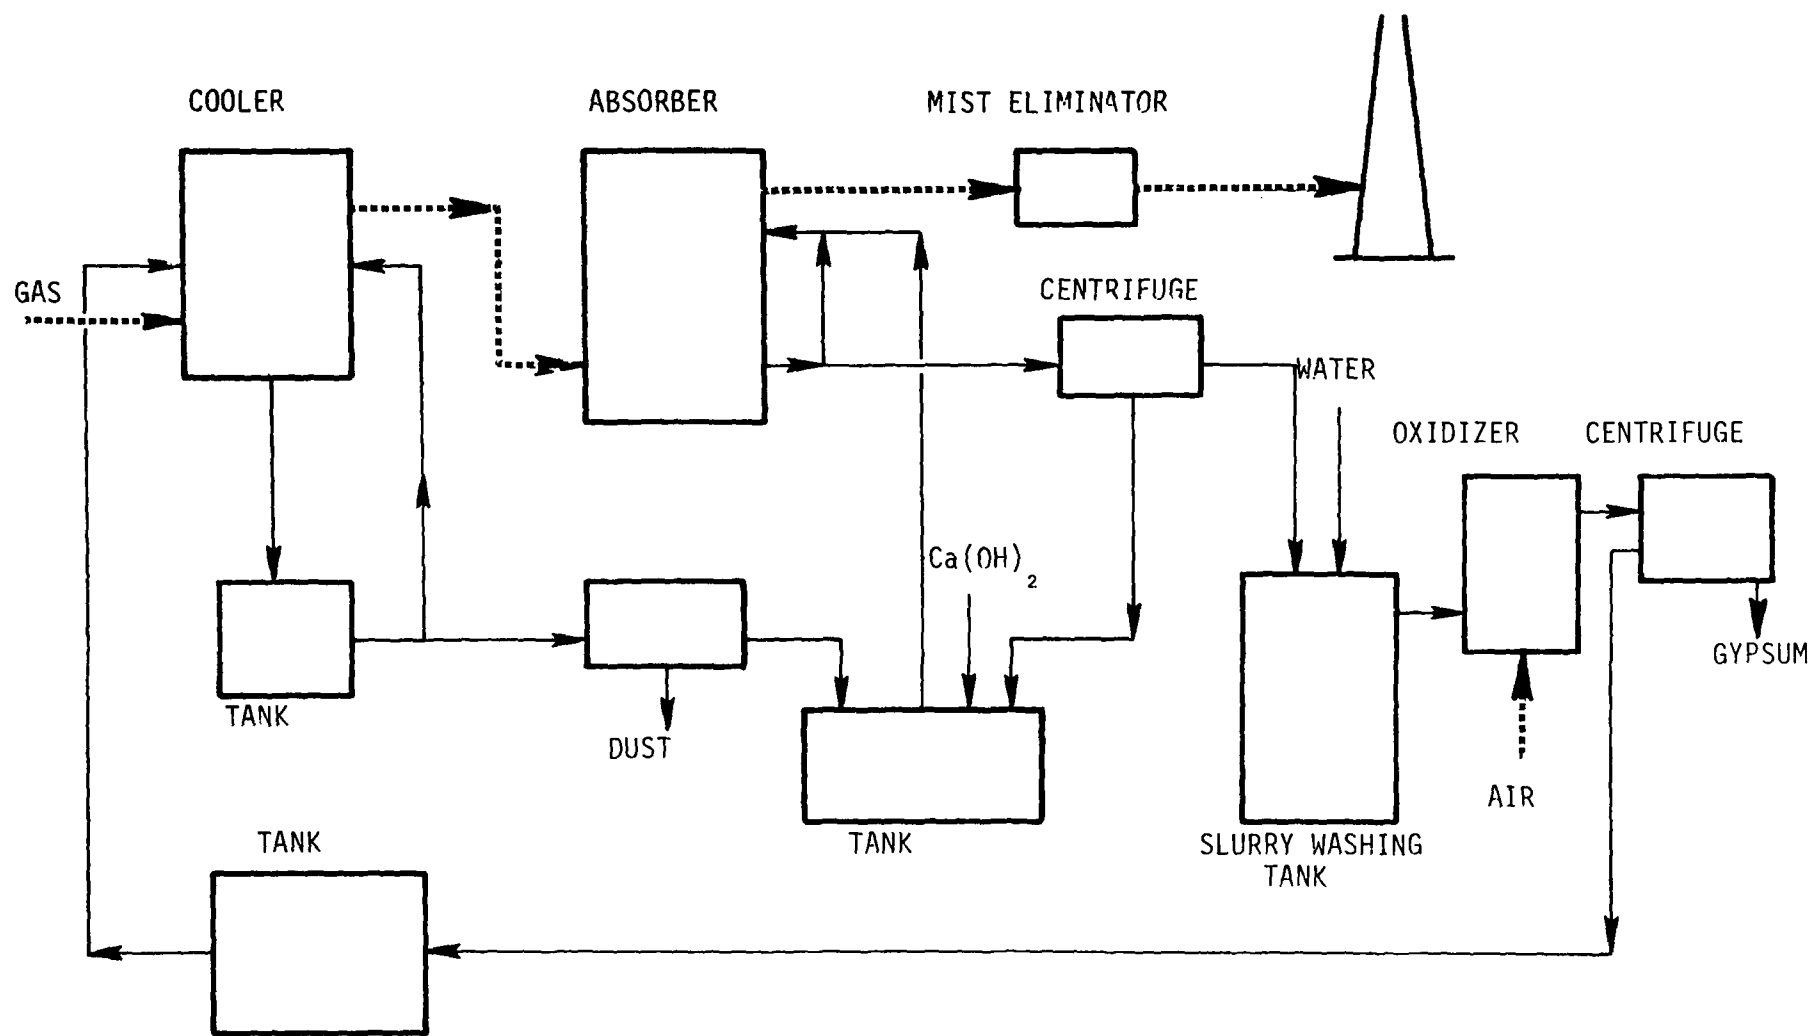 COOLER
ABSORBER
MIST ELIMINATOR
GAS
CENTRIFUGE
WATER
OXIDIZER
CENTRIFUGE
Ca(OH)₂
GYPSUM
TANK
DUST
AIR
TANK
TANK
SLURRY WASHING
TANK